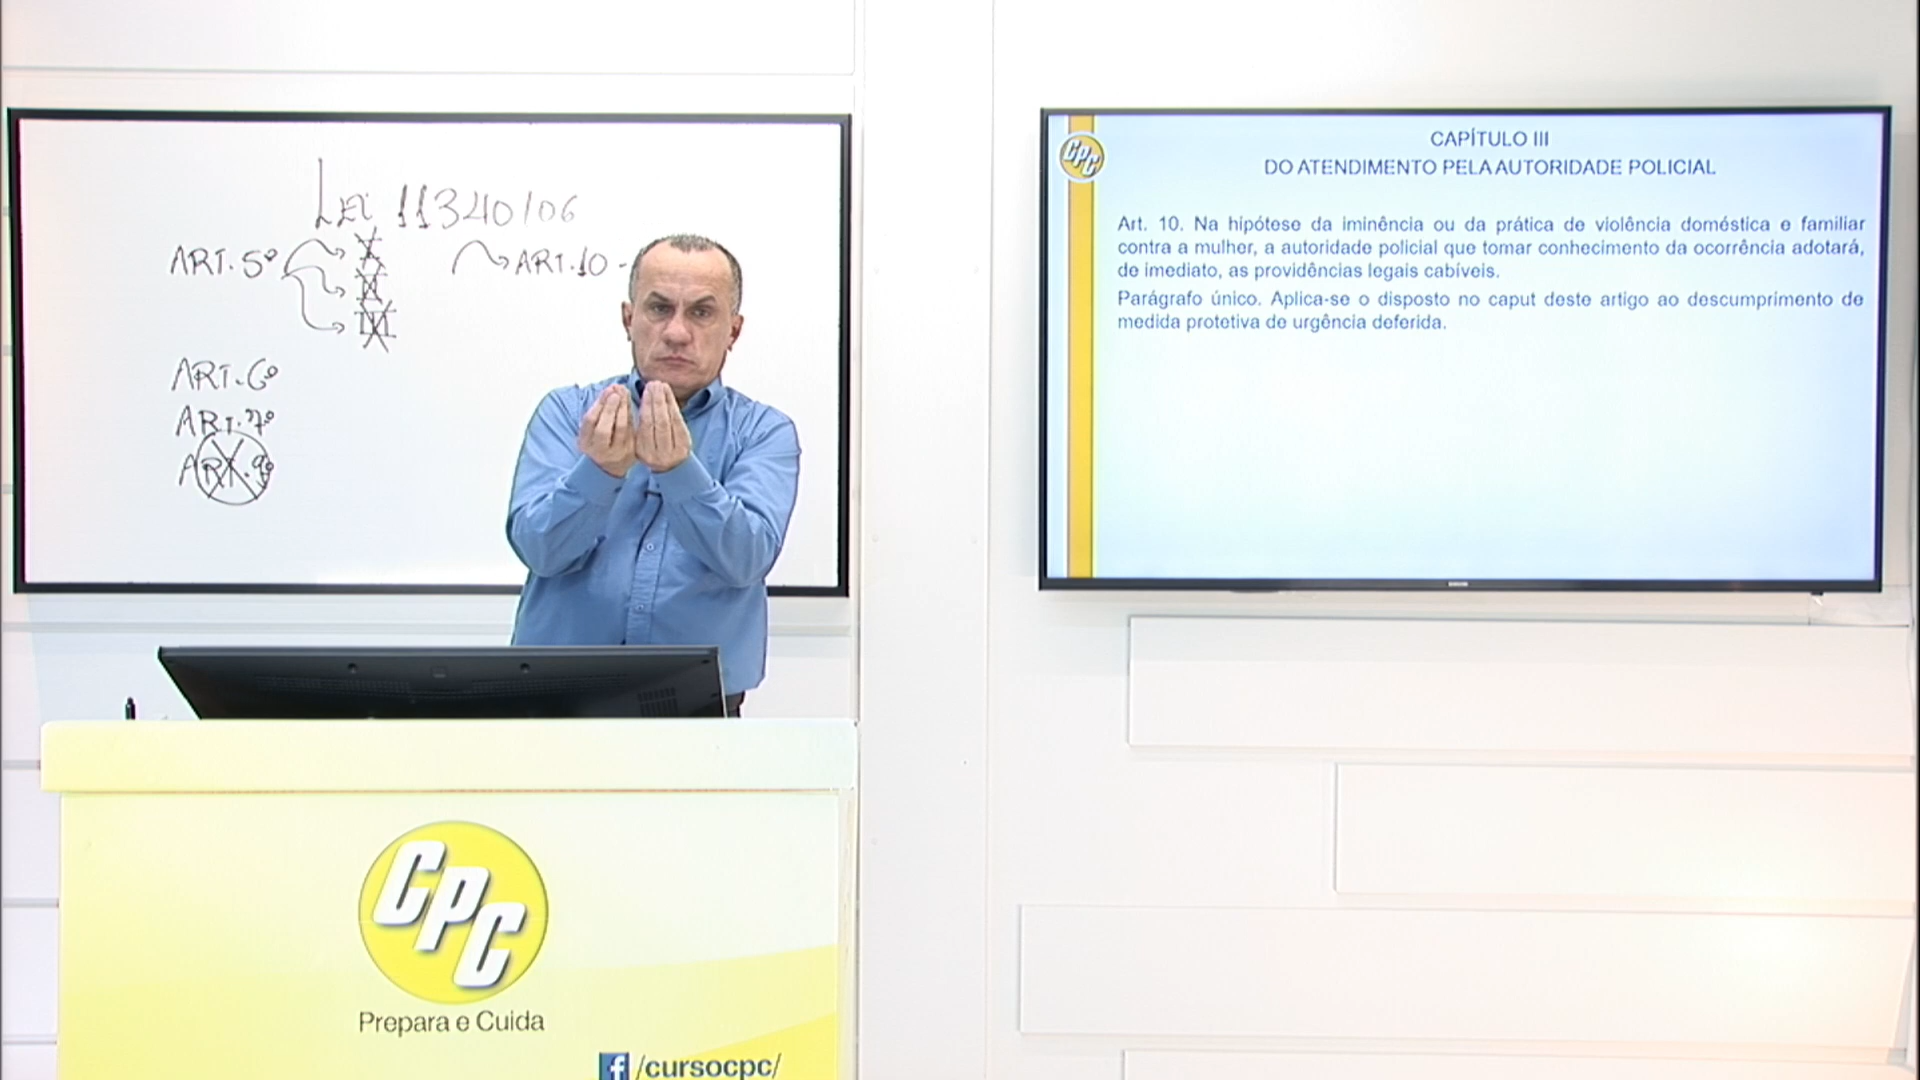 LEI 11340/06
ART. 5º
I
II
III
ART. 10 -
ART. 6º
ART. 7º
ART. 9º
CPC
CAPÍTULO III
DO ATENDIMENTO PELA AUTORIDADE POLICIAL
Art. 10. Na hipótese da iminência ou da prática de violência doméstica e familiar
contra a mulher, a autoridade policial que tomar conhecimento da ocorrência adotará,
de imediato, as providências legais cabíveis.
Parágrafo único. Aplica-se o disposto no caput deste artigo ao descumprimento de
medida protetiva de urgência deferida.
CPC
Prepara e Cuida
f /cursocpc/